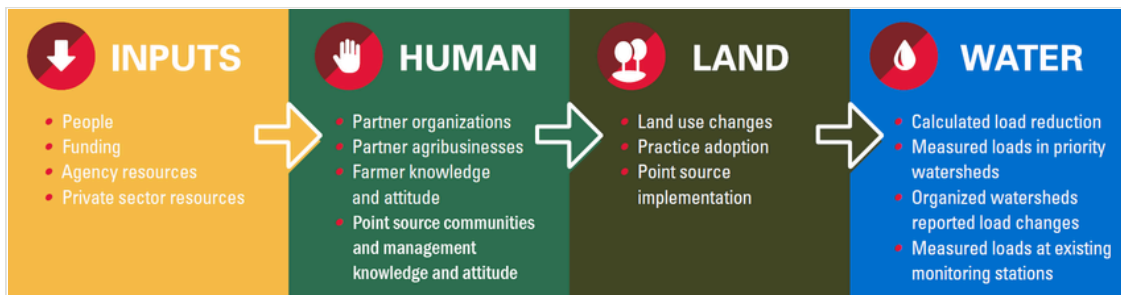 INPUTS
• People
• Funding
• Agency resources
• Private sector resources
HUMAN
• Partner organizations
• Partner agribusinesses
• Farmer knowledge
and attitude
• Point source communities
and management
knowledge and attitude
LAND
• Land use changes
• Practice adoption
• Point source
implementation
WATER
• Calculated load reduction
• Measured loads in priority
watersheds
• Organized watersheds
reported load changes
• Measured loads at existing
monitoring stations